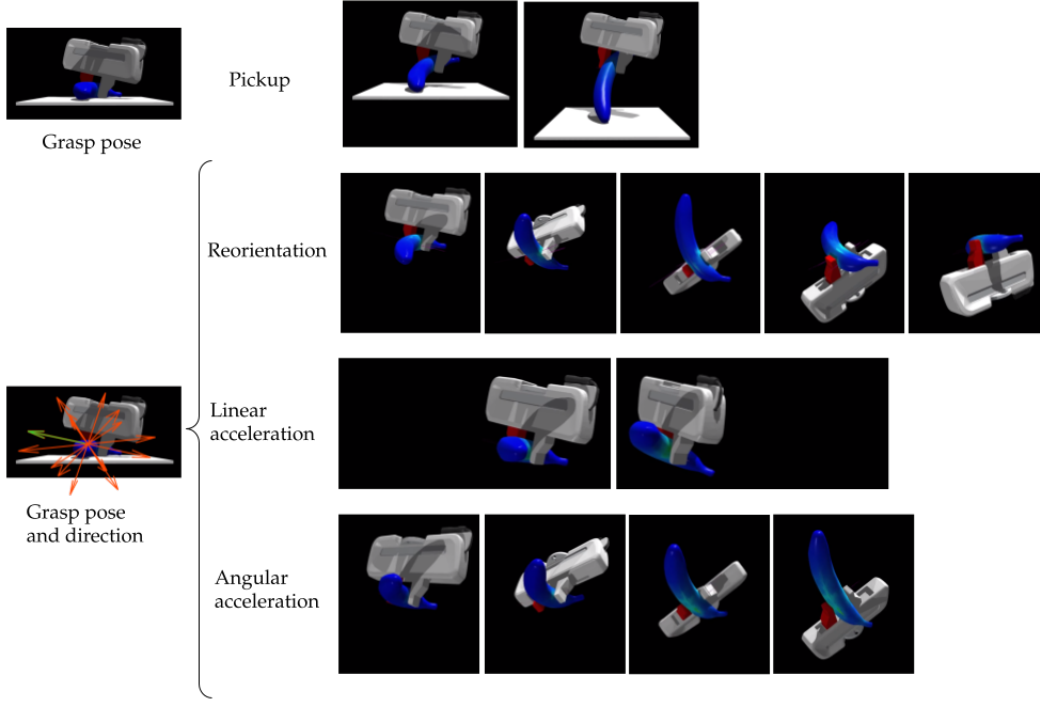 Pickup
Grasp pose
Reorientation
Linear
acceleration
Grasp pose
and direction
Angular
acceleration